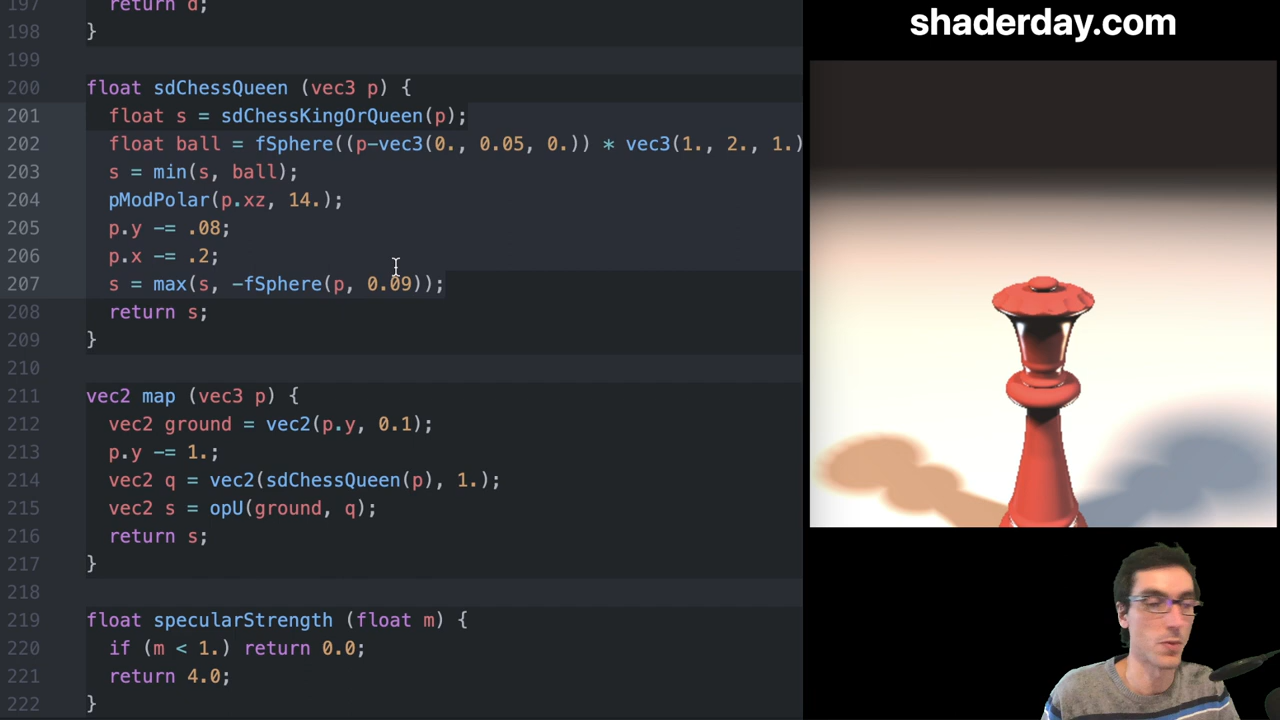 197 return d;
198 }
199
200 float sdChessQueen (vec3 p) {
201 float s = sdChessKingOrQueen(p);
202 float ball = fSphere((p-vec3(0., 0.05, 0.)) * vec3(1., 2., 1.)
203 s = min(s, ball);
204 pModPolar(p.xz, 14.);
205 p.y -= .08;
206 p.x -= .2;
207 s = max(s, -fSphere(p, 0.09));
208 return s;
209 }
210
211 vec2 map (vec3 p) {
212 vec2 ground = vec2(p.y, 0.1);
213 p.y -= 1.;
214 vec2 q = vec2(sdChessQueen(p), 1.);
215 vec2 s = opU(ground, q);
216 return s;
217 }
218
219 float specularStrength (float m) {
220 if (m < 1.) return 0.0;
221 return 4.0;
222 }
shaderday.com